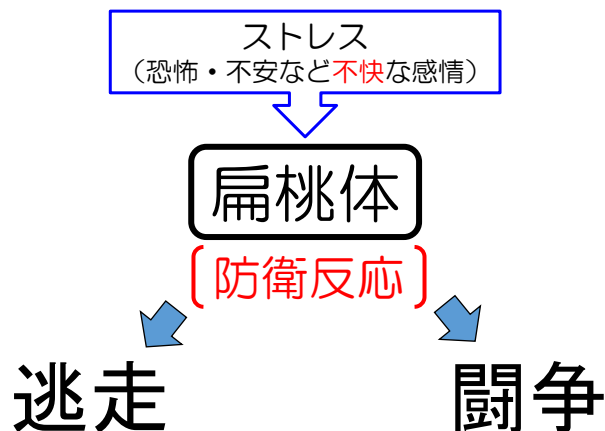 ストレス
（恐怖・不安など不快な感情）
扁桃体
［防衛反応］
逃走
闘争